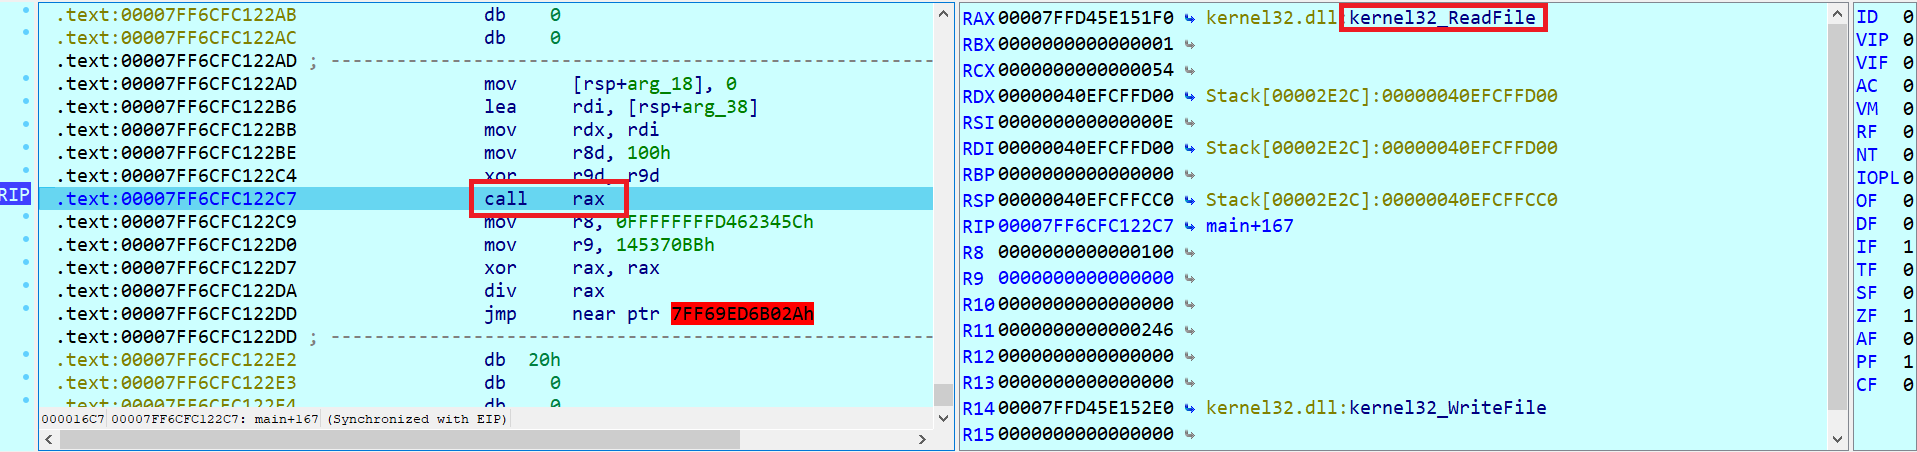 .text:00007FF6CFC122AB db 0
.text:00007FF6CFC122AC db 0
.text:00007FF6CFC122AD ; ---------------------------------------------------------
.text:00007FF6CFC122AD mov [rsp+arg_18], 0
.text:00007FF6CFC122B6 lea rdi, [rsp+arg_38]
.text:00007FF6CFC122BB mov rdx, rdi
.text:00007FF6CFC122BE mov r8d, 100h
.text:00007FF6CFC122C4 xor r9d, r9d
RIP .text:00007FF6CFC122C7 call rax
.text:00007FF6CFC122C9 mov r8, 0FFFFFFFFFD462345Ch
.text:00007FF6CFC122D0 mov r9, 145370BBh
.text:00007FF6CFC122D7 xor rax, rax
.text:00007FF6CFC122DA div rax
.text:00007FF6CFC122DD jmp near ptr 7FF69ED6B02Ah
.text:00007FF6CFC122DD ; ---------------------------------------------------------
.text:00007FF6CFC122E2 db 20h
.text:00007FF6CFC122E3 db 0
.text:00007FF6CFC122E4 db 0
000016C7 00007FF6CFC122C7: main+167 (Synchronized with EIP)
RAX 00007FFD45E151F0 kernel32.dll:kernel32_ReadFile
RBX 0000000000000001
RCX 0000000000000054
RDX 00000040EFCFFD00 Stack[00002E2C]:00000040EFCFFD00
RSI 000000000000000E
RDI 00000040EFCFFD00 Stack[00002E2C]:00000040EFCFFD00
RBP 0000000000000000
RSP 00000040EFCFFCC0 Stack[00002E2C]:00000040EFCFFCC0
RIP 00007FF6CFC122C7 main+167
R8 0000000000000100
R9 0000000000000000
R10 0000000000000000
R11 0000000000000246
R12 0000000000000000
R13 0000000000000000
R14 00007FFD45E152E0 kernel32.dll:kernel32_WriteFile
R15 0000000000000000
ID 0
VIP 0
VIF 0
AC 0
VM 0
RF 0
NT 0
IOPL 0
OF 0
DF 0
IF 1
TF 0
SF 0
ZF 1
AF 0
PF 1
CF 0